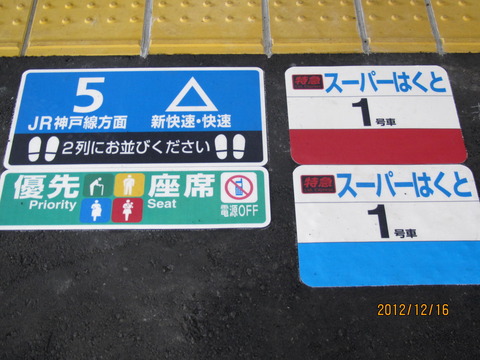 5 △
JR神戸線方面 新快速・快速
2列にお並びください
優先 座席
Priority Seat
電源OFF
特急 スーパーはくと
1号車
特急 スーパーはくと
1号車
2012/12/16